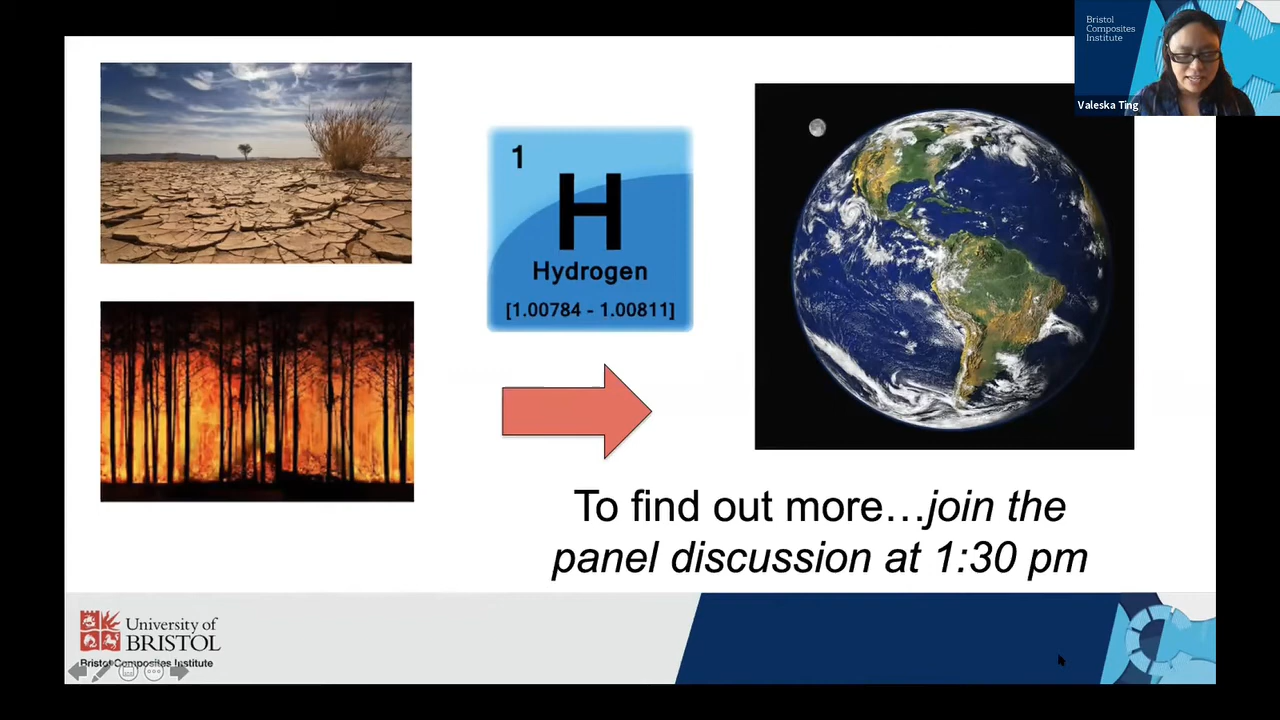 Bristol
Composites
Institute
Valeska Ting
1
H
Hydrogen
[1.00784 - 1.00811]
To find out more…join the
panel discussion at 1:30 pm
University of
BRISTOL
Bristol Composites Institute